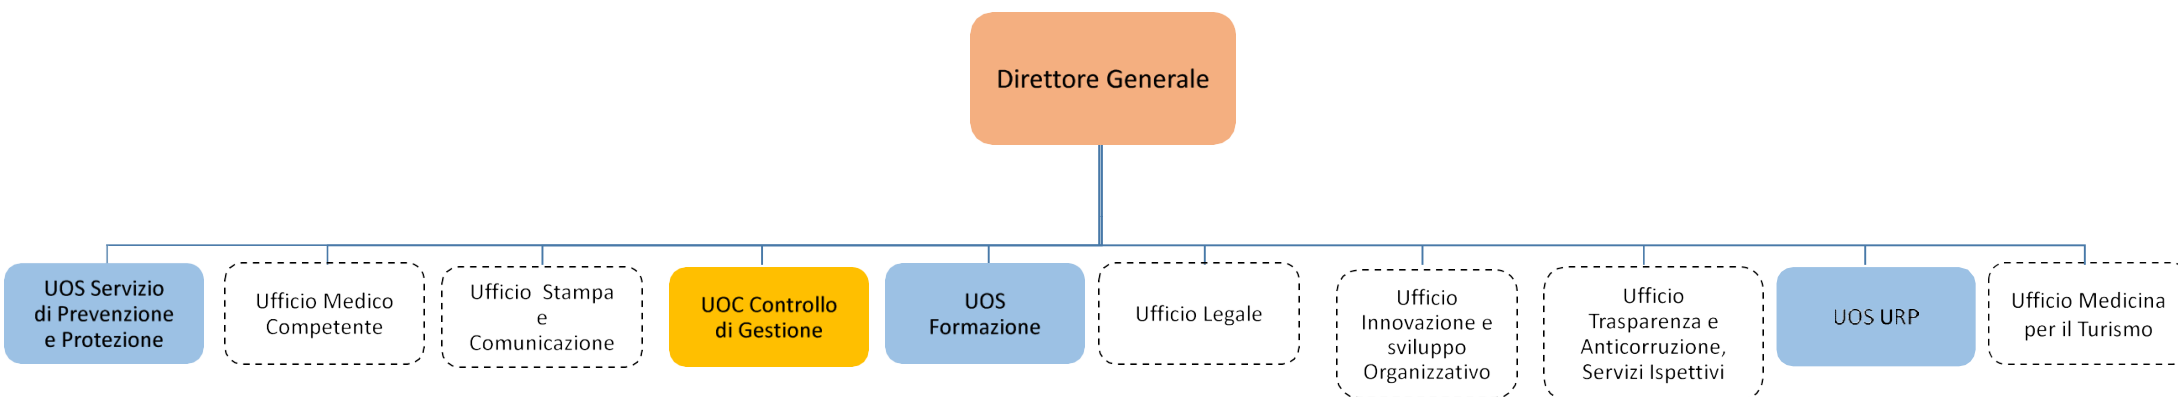 Direttore Generale
UOS Servizio
di Prevenzione
e Protezione
Ufficio Medico
Competente
Ufficio Stampa
e
Comunicazione
UOC Controllo
di Gestione
UOS
Formazione
Ufficio Legale
Ufficio
Innovazione e
sviluppo
Organizzativo
Ufficio
Trasparenza e
Anticorruzione,
Servizi Ispettivi
UOS URP
Ufficio Medicina
per il Turismo